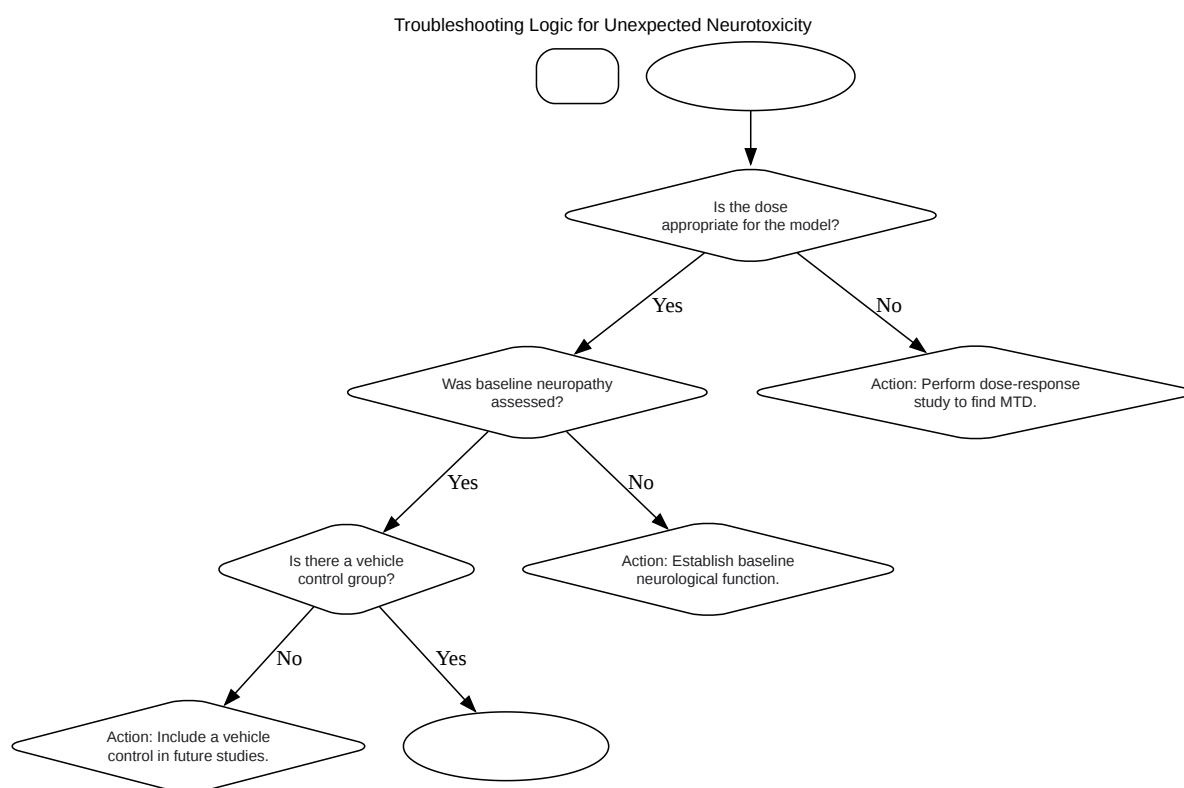 Troubleshooting Logic for Unexpected Neurotoxicity
Is the dose
appropriate for the model?
Yes
No
Was baseline neuropathy
assessed?
Action: Perform dose-response
study to find MTD.
Yes
No
Is there a vehicle
control group?
Action: Establish baseline
neurological function.
No
Yes
Action: Include a vehicle
control in future studies.